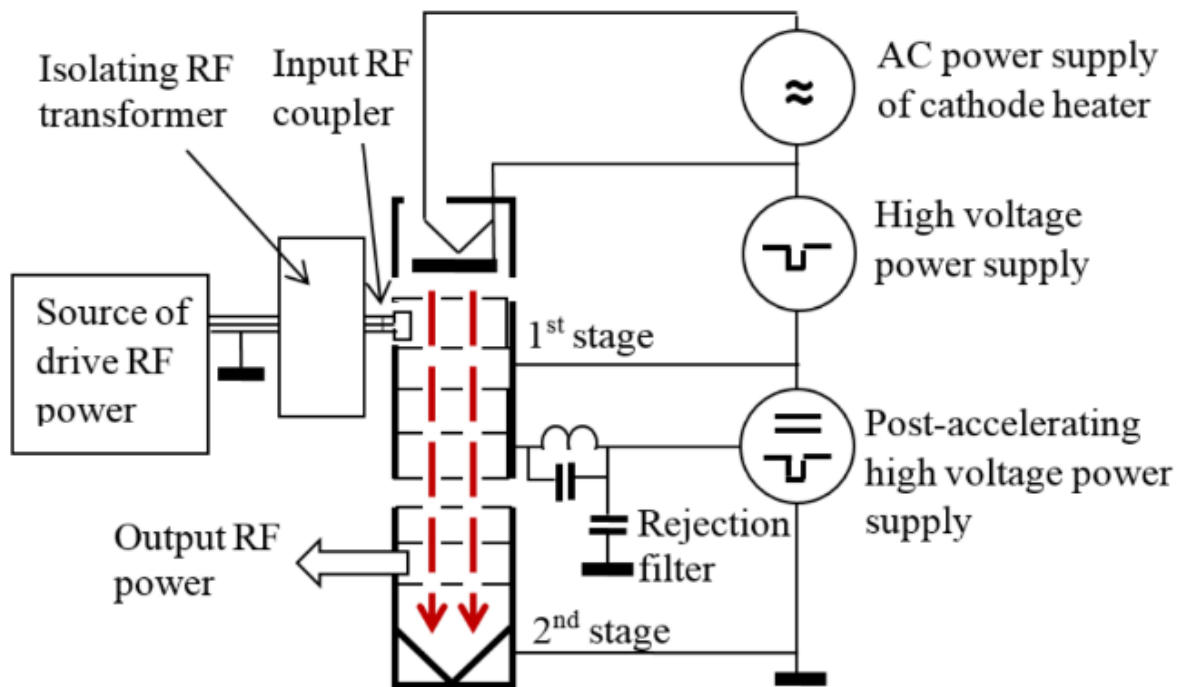 Isolating RF
transformer
Input RF
coupler
AC power supply
of cathode heater
≈
High voltage
power supply
Source of
drive RF
power
1st stage
Post-accelerating
high voltage power
supply
Output RF
power
Rejection
filter
2nd stage